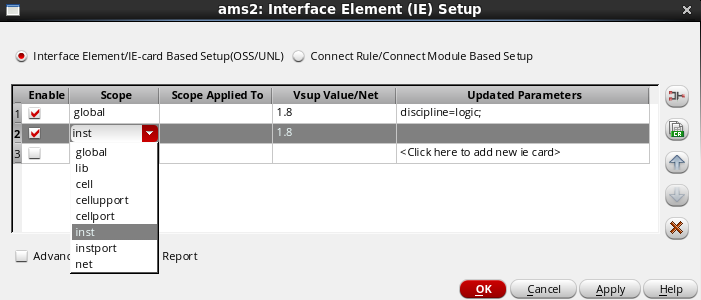 ams2: Interface Element (IE) Setup
Interface Element/IE-card Based Setup(OSS/UNL) Connect Rule/Connect Module Based Setup
Enable Scope Scope Applied To Vsup Value/Net Updated Parameters
1 global 1.8 discipline=logic;
2 inst 1.8
3 <Click here to add new ie card>
global
lib
cell
cellupport
cellport
inst
instport
net
Report
OK Cancel Apply Help